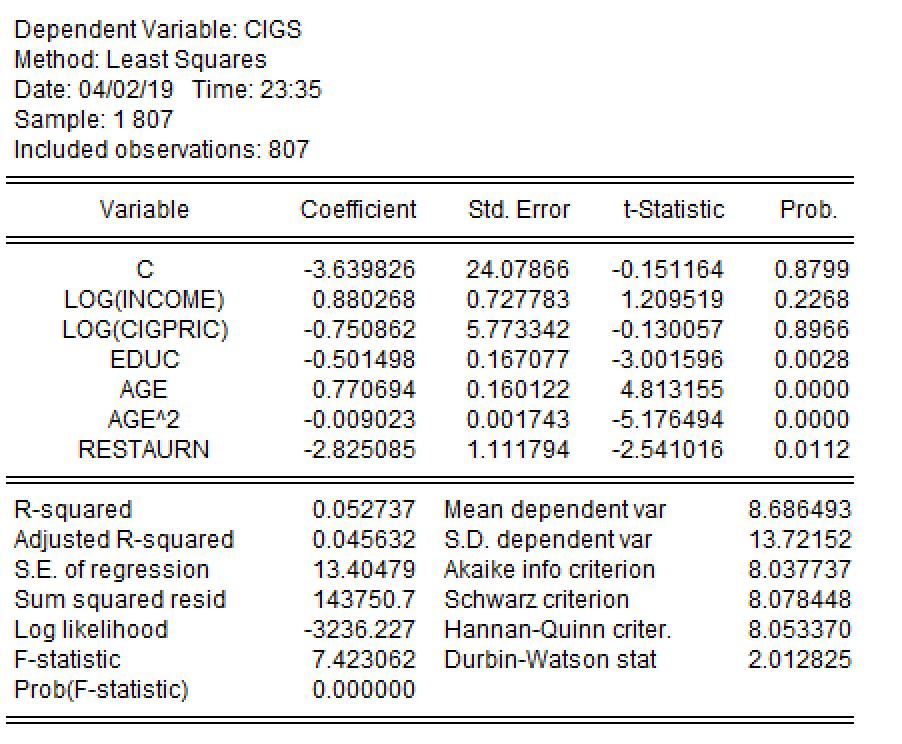 Dependent Variable: CIGS
Method: Least Squares
Date: 04/02/19 Time: 23:35
Sample: 1 807
Included observations: 807
Variable Coefficient Std. Error t-Statistic Prob.
C -3.639826 24.07866 -0.151164 0.8799
LOG(INCOME) 0.880268 0.727783 1.209519 0.2268
LOG(CIGPRIC) -0.750862 5.773342 -0.130057 0.8966
EDUC -0.501498 0.167077 -3.001596 0.0028
AGE 0.770694 0.160122 4.813155 0.0000
AGE^2 -0.009023 0.001743 -5.176494 0.0000
RESTAURN -2.825085 1.111794 -2.541016 0.0112
R-squared 0.052737 Mean dependent var 8.686493
Adjusted R-squared 0.045632 S.D. dependent var 13.72152
S.E. of regression 13.40479 Akaike info criterion 8.037737
Sum squared resid 143750.7 Schwarz criterion 8.078448
Log likelihood -3236.227 Hannan-Quinn criter. 8.053370
F-statistic 7.423062 Durbin-Watson stat 2.012825
Prob(F-statistic) 0.000000